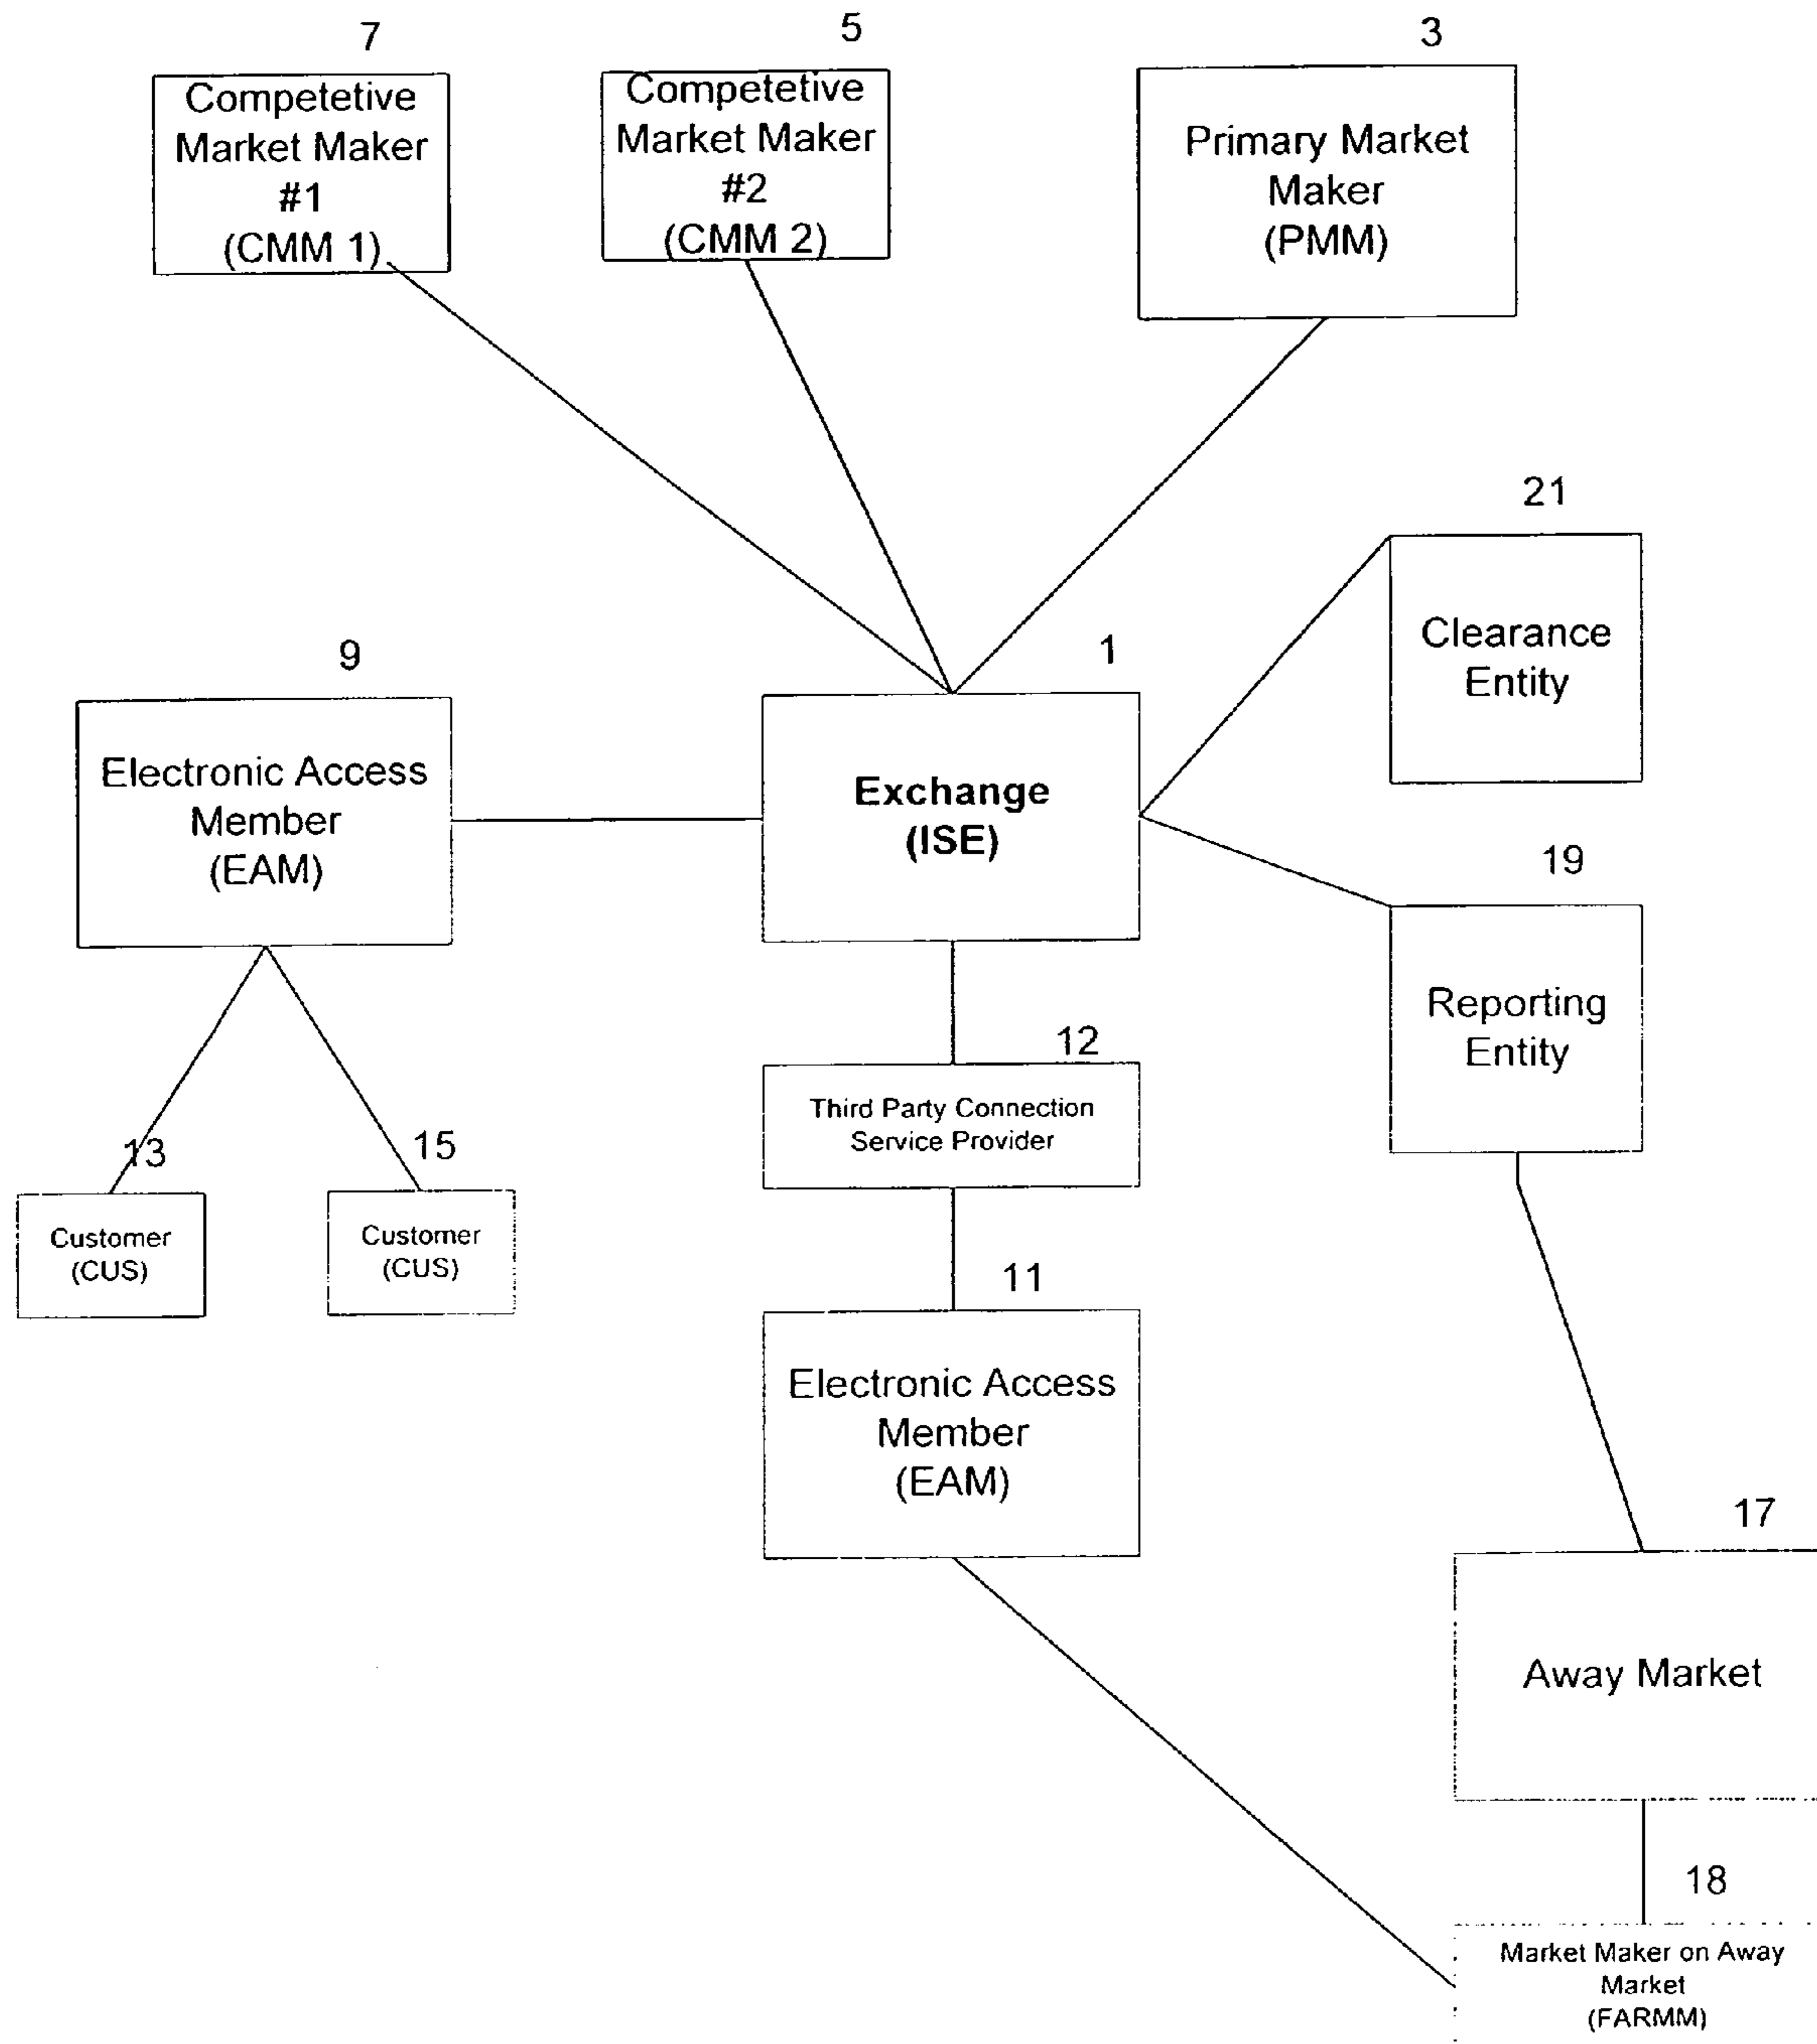 7
5
3
Competetive
Market Maker
#1
(CMM 1)
Competetive
Market Maker
#2
(CMM 2)
Primary Market
Maker
(PMM)
21
Clearance
Entity
9
1
Electronic Access
Member
(EAM)
Exchange
(ISE)
19
Reporting
Entity
12
Third Party Connection
Service Provider
13
15
Customer
(CUS)
Customer
(CUS)
11
Electronic Access
Member
(EAM)
17
Away Market
18
Market Maker on Away
Market
(FARMM)